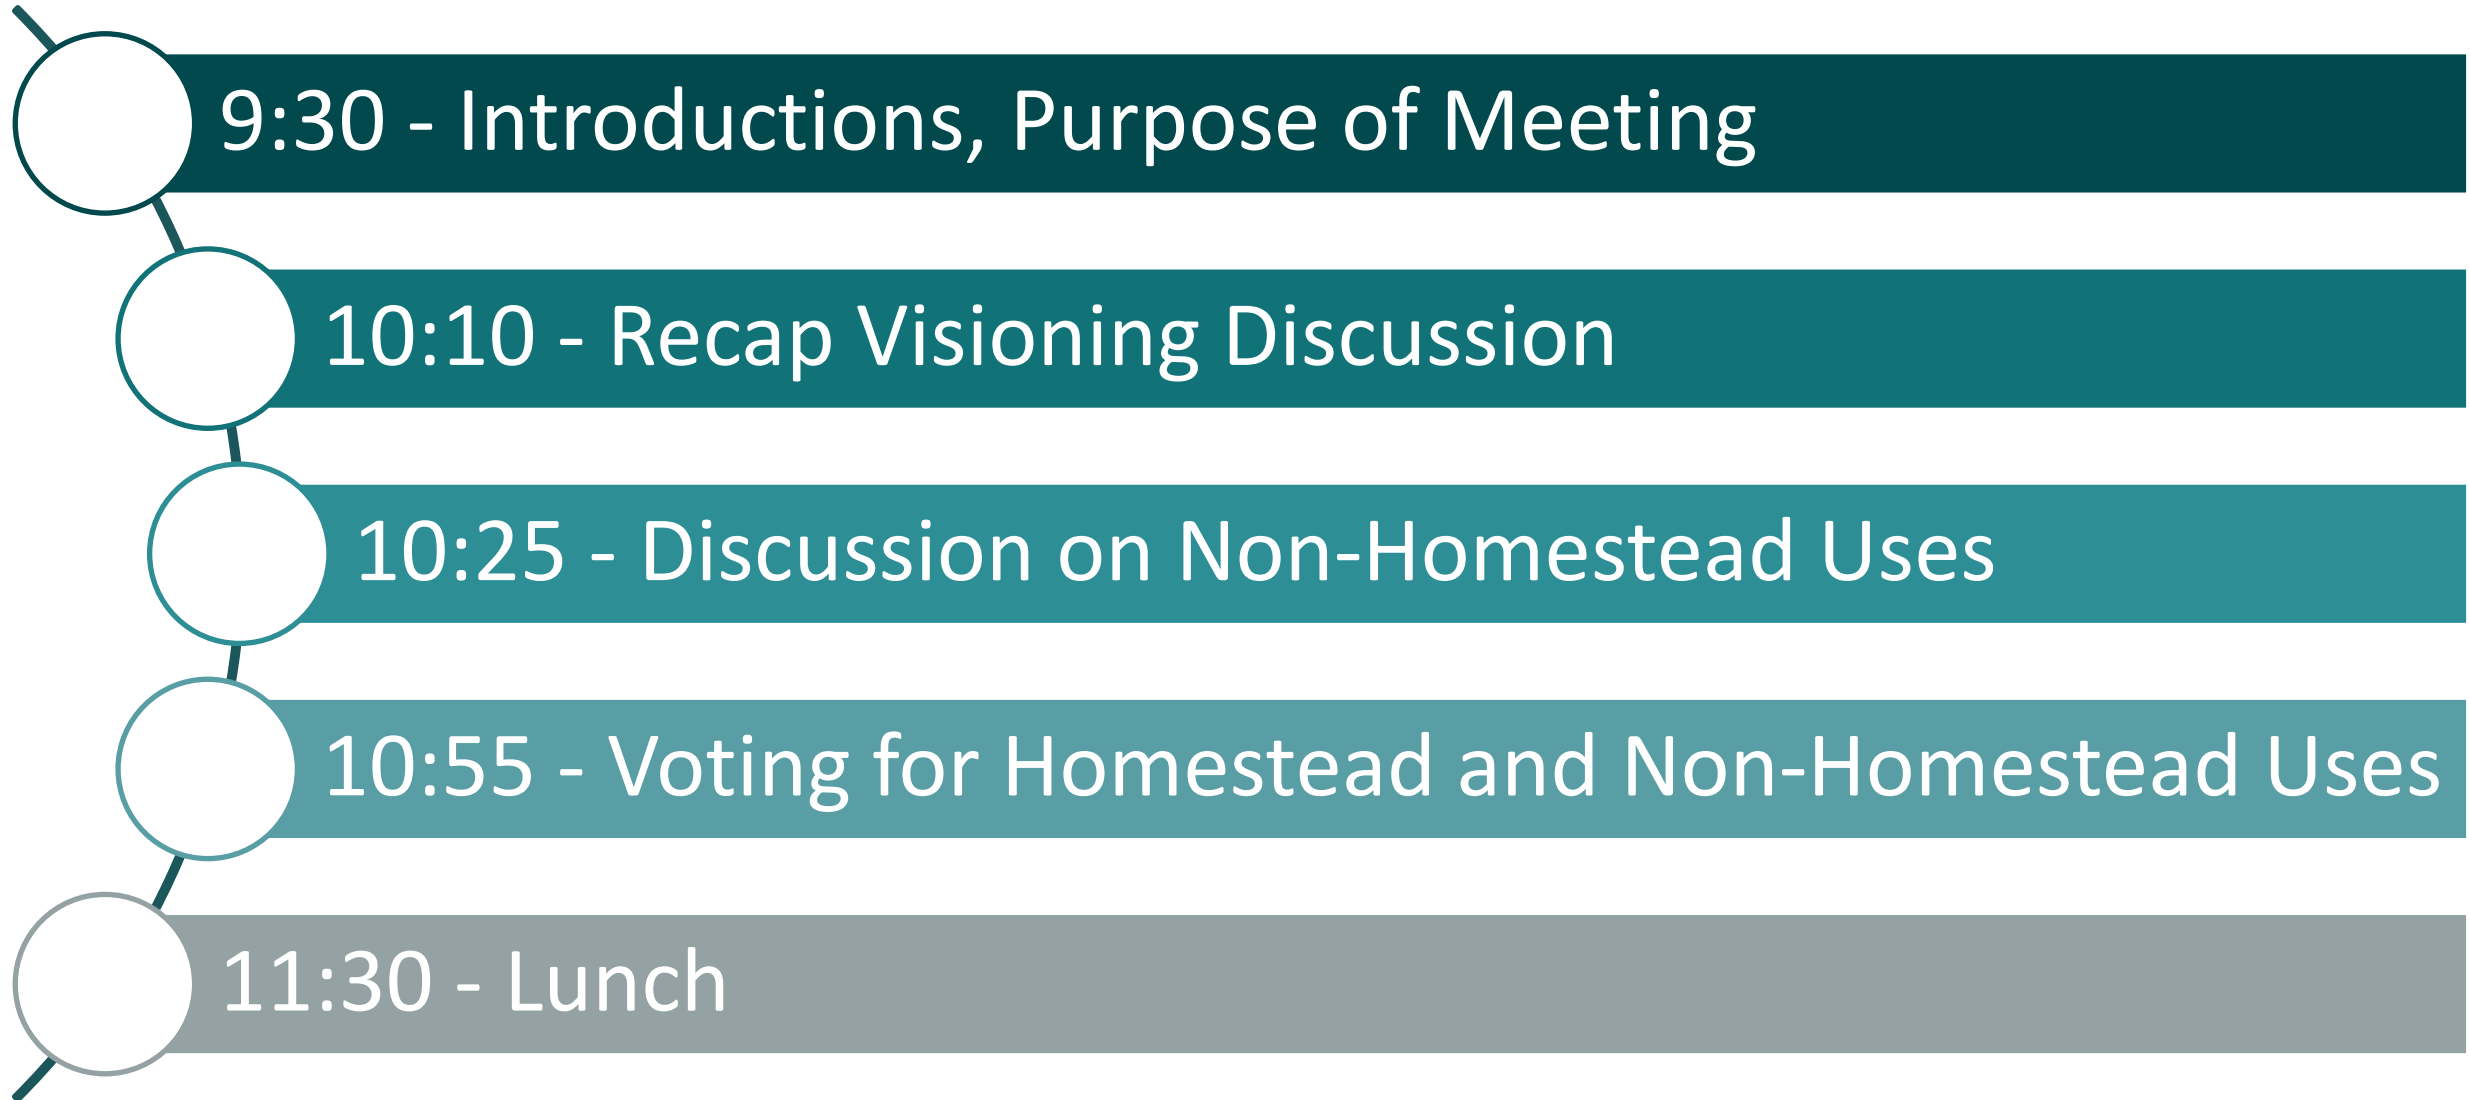 9:30 - Introductions, Purpose of Meeting
10:10 - Recap Visioning Discussion
10:25 - Discussion on Non-Homestead Uses
10:55 - Voting for Homestead and Non-Homestead Uses
11:30 - Lunch